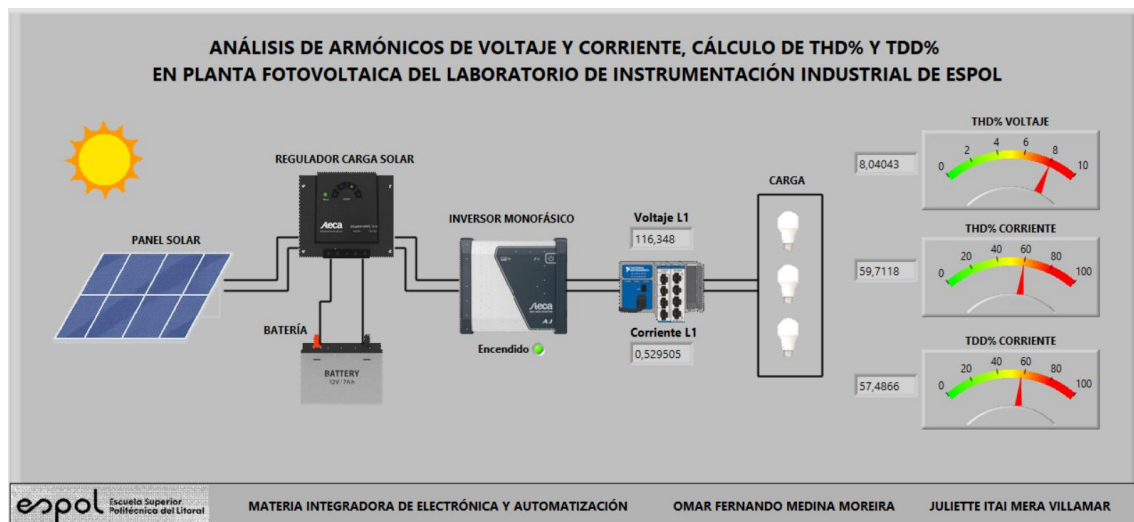 ANÁLISIS DE ARMÓNICOS DE VOLTAJE Y CORRIENTE, CÁLCULO DE THD% Y TDD%
EN PLANTA FOTOVOLTAICA DEL LABORATORIO DE INSTRUMENTACIÓN INDUSTRIAL DE ESPOL
PANEL SOLAR
REGULADOR CARGA SOLAR
Steca
BATERÍA
BATTERY
12V 7AA
INVERSOR MONOFÁSICO
Steca
AJ
Encendido
Voltaje L1
116,348
Corriente L1
0,529505
CARGA
THD% VOLTAJE
8,04043
0 2 4 6 8 10
THD% CORRIENTE
59,7118
0 20 40 60 80 100
TDD% CORRIENTE
57,4866
0 20 40 60 80 100
espol
Escuela Superior
Politécnica del Litoral
MATERIA INTEGRADORA DE ELECTRÓNICA Y AUTOMATIZACIÓN
OMAR FERNANDO MEDINA MOREIRA
JULIETTE ITAI MERA VILLAMAR